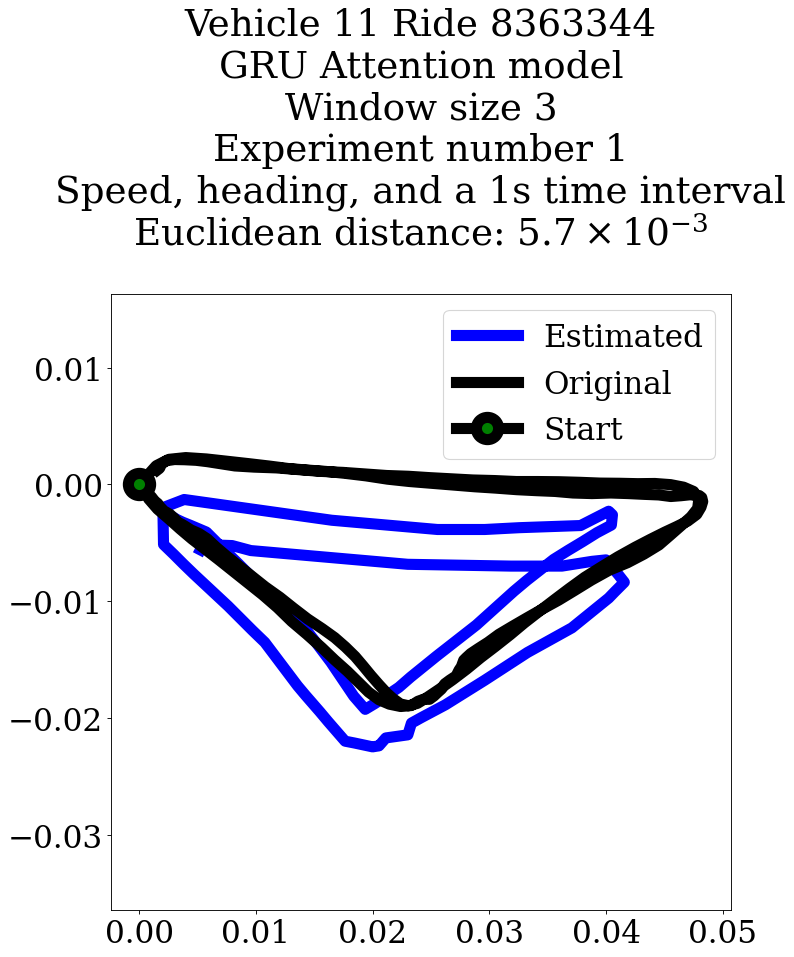 Vehicle 11 Ride 8363344
GRU Attention model
Window size 3
Experiment number 1
Speed, heading, and a 1s time interval
Euclidean distance: 5.7 × 10⁻³
Estimated
Original
Start
0.01
0.00
−0.01
−0.02
−0.03
0.00 0.01 0.02 0.03 0.04 0.05